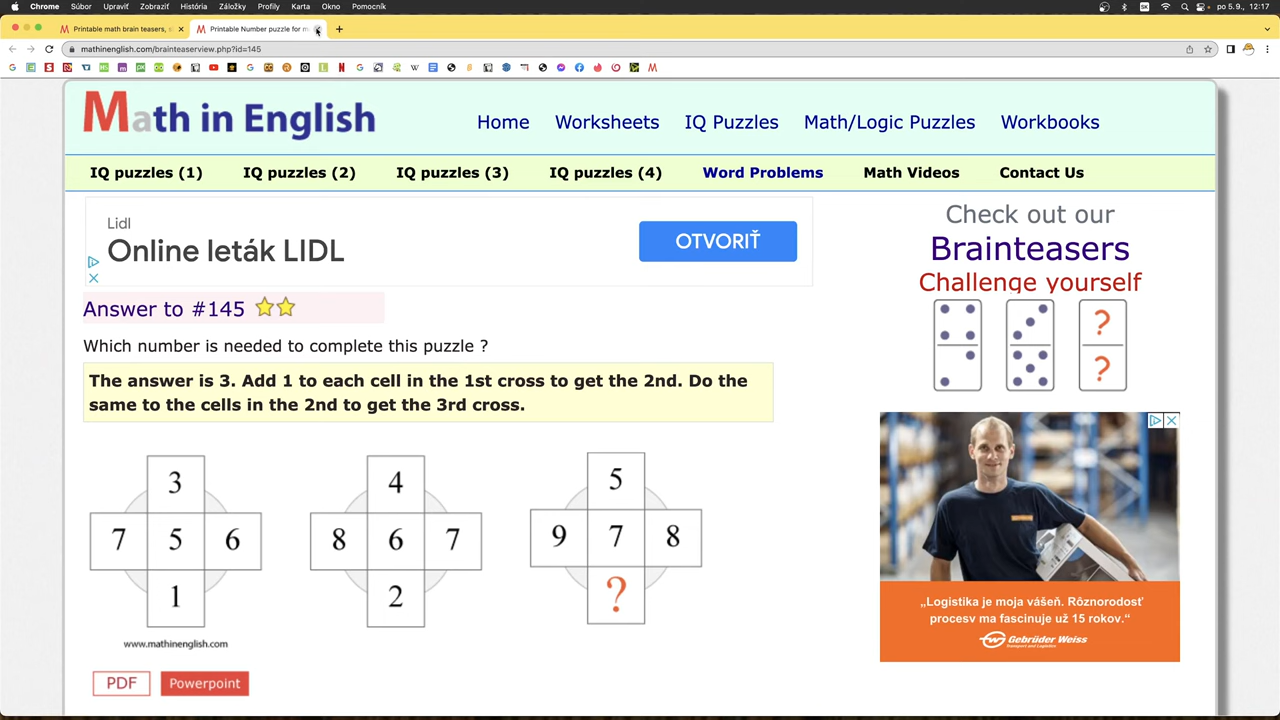 Chrome Súbor Upraviť Zobraziť História Záložky Profily Karta Okno Pomocník po 5.9., 12:17
Printable math brain teasers, Printable Number puzzle for m
mathinenglish.com/brainteaserview.php?id=145
Math in English
Home Worksheets IQ Puzzles Math/Logic Puzzles Workbooks
IQ puzzles (1) IQ puzzles (2) IQ puzzles (3) IQ puzzles (4) Word Problems Math Videos Contact Us
Lidl
Online leták LIDL
OTVORIŤ
Check out our
Brainteasers
Challenge yourself
? ?
Answer to #145
Which number is needed to complete this puzzle ?
The answer is 3. Add 1 to each cell in the 1st cross to get the 2nd. Do the
same to the cells in the 2nd to get the 3rd cross.
3 4 5
7 5 6 8 6 7 9 7 8
1 2 ?
www.mathinenglish.com
PDF Powerpoint
„Logistika je moja vášeň. Rôznorodosť
procesv ma fascinuje už 15 rokov.“
Gebrüder Weiss
Transport and Logistics